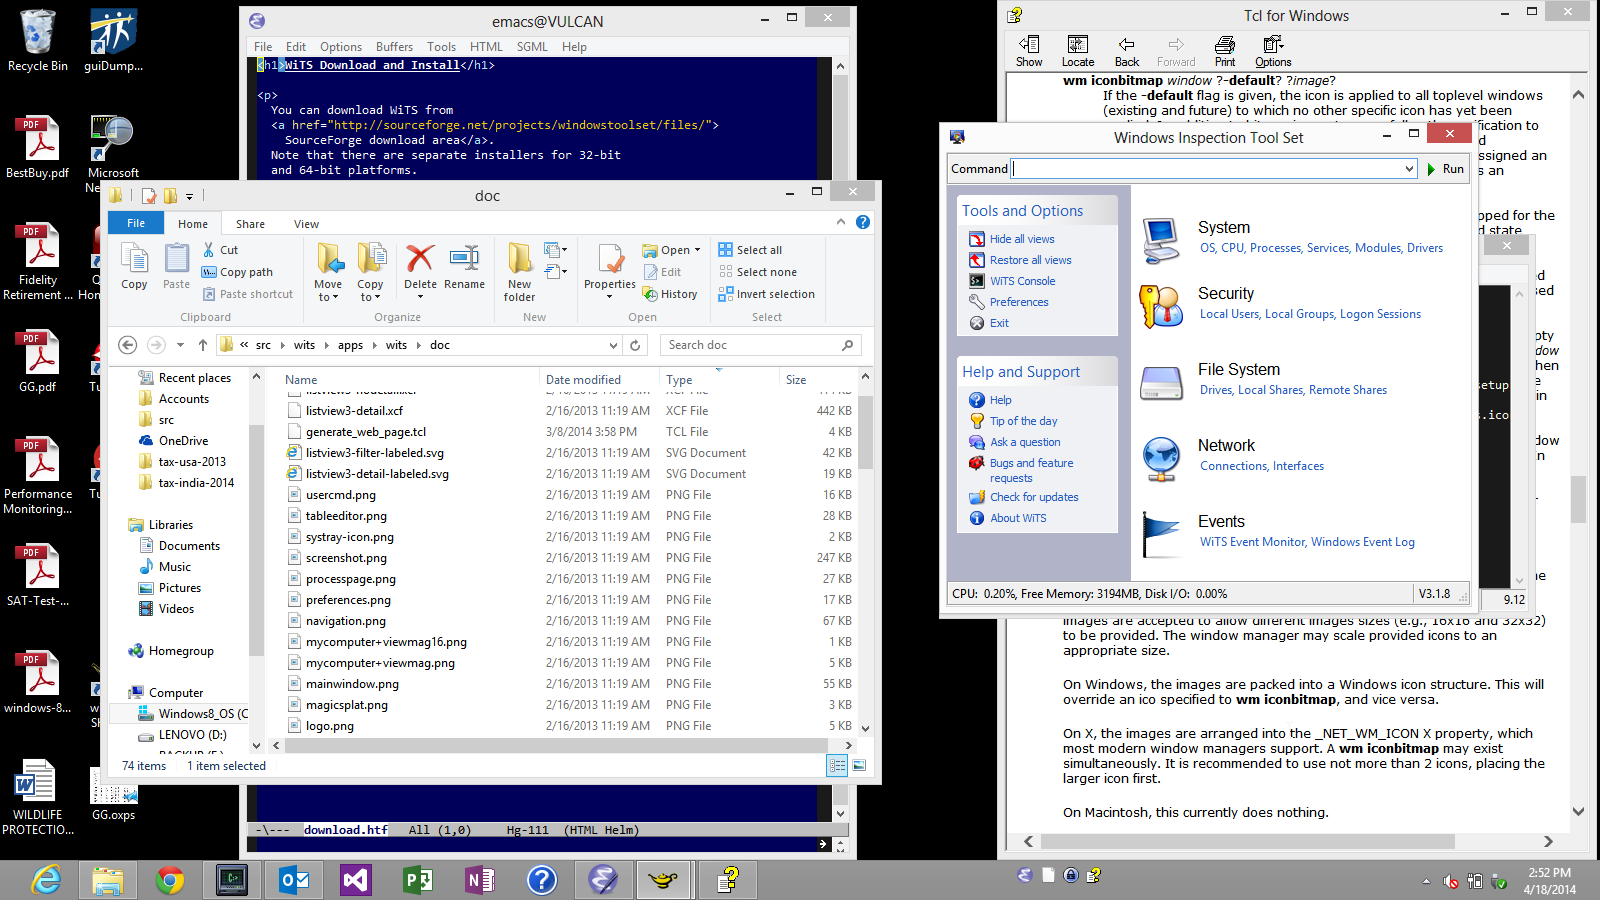 Recycle Bin
guiDump...
BestBuy.pdf
Microsoft
Ne
Fidelity
Retirement ...
Q
Hom
GG.pdf
Tu
Performance
Monitoring...
Tu
SAT-Test-...
windows-8...
w
SH
WILDLIFE
PROTECTIO...
GG.oxps
emacs@VULCAN
File Edit Options Buffers Tools HTML SGML Help
<h1>WiTS Download and Install</h1>
<p>
You can download WiTS from
<a href="http://sourceforge.net/projects/windowstoolset/files/">
SourceForge download area</a>.
Note that there are separate installers for 32-bit
and 64-bit platforms.
-\--- download.htf All (1,0) Hg-111 (HTML Helm)
doc
File Home Share View
Copy
Paste
Cut
Copy path
Paste shortcut
Clipboard
Move to
Copy to
Delete
Rename
Organize
New folder
New
Properties
Open
Edit
History
Open
Select all
Select none
Invert selection
Select
« src wits apps wits doc
Search doc
Recent places
Accounts
src
OneDrive
tax-usa-2013
tax-india-2014
Libraries
Documents
Music
Pictures
Videos
Homegroup
Computer
Windows8_OS (C
LENOVO (D:)
Name Date modified Type Size
listview3-detail.xcf 2/16/2013 11:19 AM XCF File 442 KB
generate_web_page.tcl 3/8/2014 3:58 PM TCL File 4 KB
listview3-filter-labeled.svg 2/16/2013 11:19 AM SVG Document 42 KB
listview3-detail-labeled.svg 2/16/2013 11:19 AM SVG Document 19 KB
usercmd.png 2/16/2013 11:19 AM PNG File 16 KB
tableeditor.png 2/16/2013 11:19 AM PNG File 28 KB
systray-icon.png 2/16/2013 11:19 AM PNG File 2 KB
screenshot.png 2/16/2013 11:19 AM PNG File 247 KB
processpage.png 2/16/2013 11:19 AM PNG File 27 KB
preferences.png 2/16/2013 11:19 AM PNG File 17 KB
navigation.png 2/16/2013 11:19 AM PNG File 67 KB
mycomputer+viewmag16.png 2/16/2013 11:19 AM PNG File 1 KB
mycomputer+viewmag.png 2/16/2013 11:19 AM PNG File 5 KB
mainwindow.png 2/16/2013 11:19 AM PNG File 55 KB
magicsplat.png 2/16/2013 11:19 AM PNG File 3 KB
logo.png 2/16/2013 11:19 AM PNG File 5 KB
74 items 1 item selected
Tcl for Windows
Show Locate Back Forward Print Options
wm iconbitmap window ?-default? ?image?
If the -default flag is given, the icon is applied to all toplevel windows
(existing and future) to which no other specific icon has yet been
ification to
d
ssigned an
s an
pped for the
d state
ed
sed
pty
ndow
hen
e
in
setup
s.ico
dow
n
he
9.12
images are accepted to allow different images sizes (e.g., 16x16 and 32x32)
to be provided. The window manager may scale provided icons to an
appropriate size.
On Windows, the images are packed into a Windows icon structure. This will
override an ico specified to wm iconbitmap, and vice versa.
On X, the images are arranged into the _NET_WM_ICON X property, which
most modern window managers support. A wm iconbitmap may exist
simultaneously. It is recommended to use not more than 2 icons, placing the
larger icon first.
On Macintosh, this currently does nothing.
Windows Inspection Tool Set
Command Run
Tools and Options
Hide all views
Restore all views
WiTS Console
Preferences
Exit
Help and Support
Help
Tip of the day
Ask a question
Bugs and feature
requests
Check for updates
About WiTS
System
OS, CPU, Processes, Services, Modules, Drivers
Security
Local Users, Local Groups, Logon Sessions
File System
Drives, Local Shares, Remote Shares
Network
Connections, Interfaces
Events
WiTS Event Monitor, Windows Event Log
CPU: 0.20%, Free Memory: 3194MB, Disk I/O: 0.00% V3.1.8
2:52 PM
4/18/2014